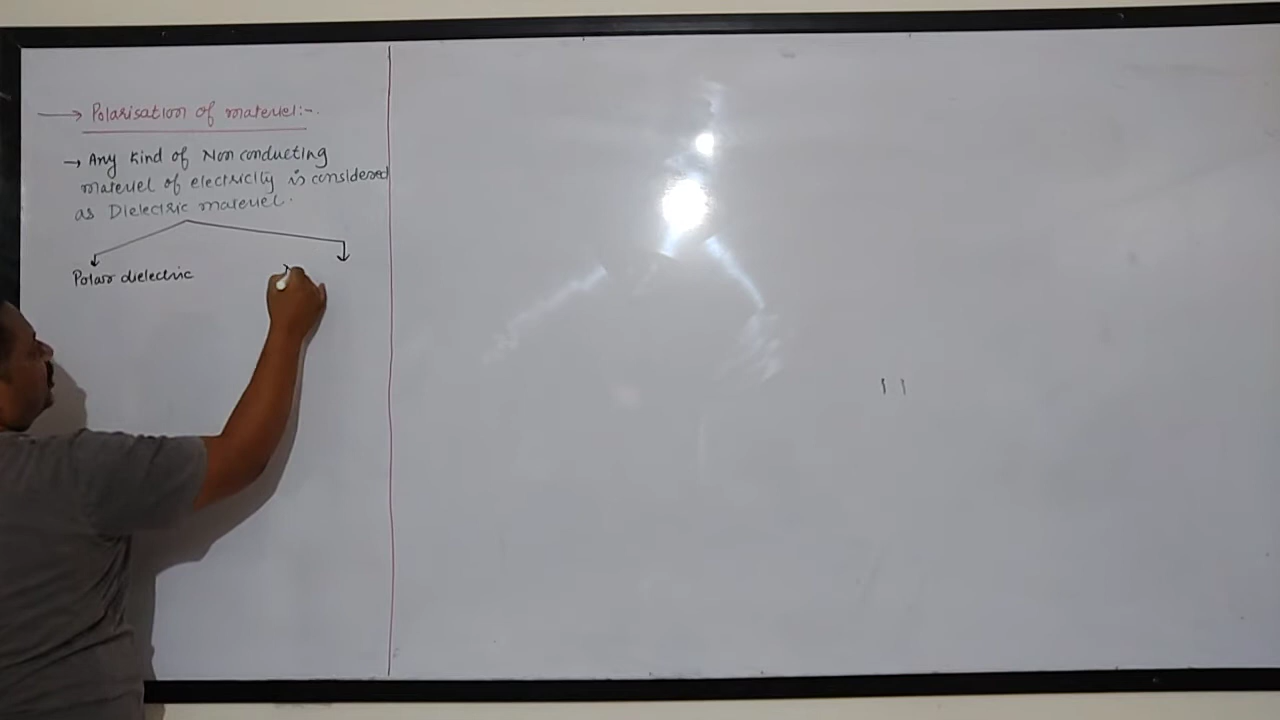 → Polarisation of materiel:-.
→ Any kind of Non conducting
materiel of electricity is considered
as Dielectric materiel.
Polar dielectric